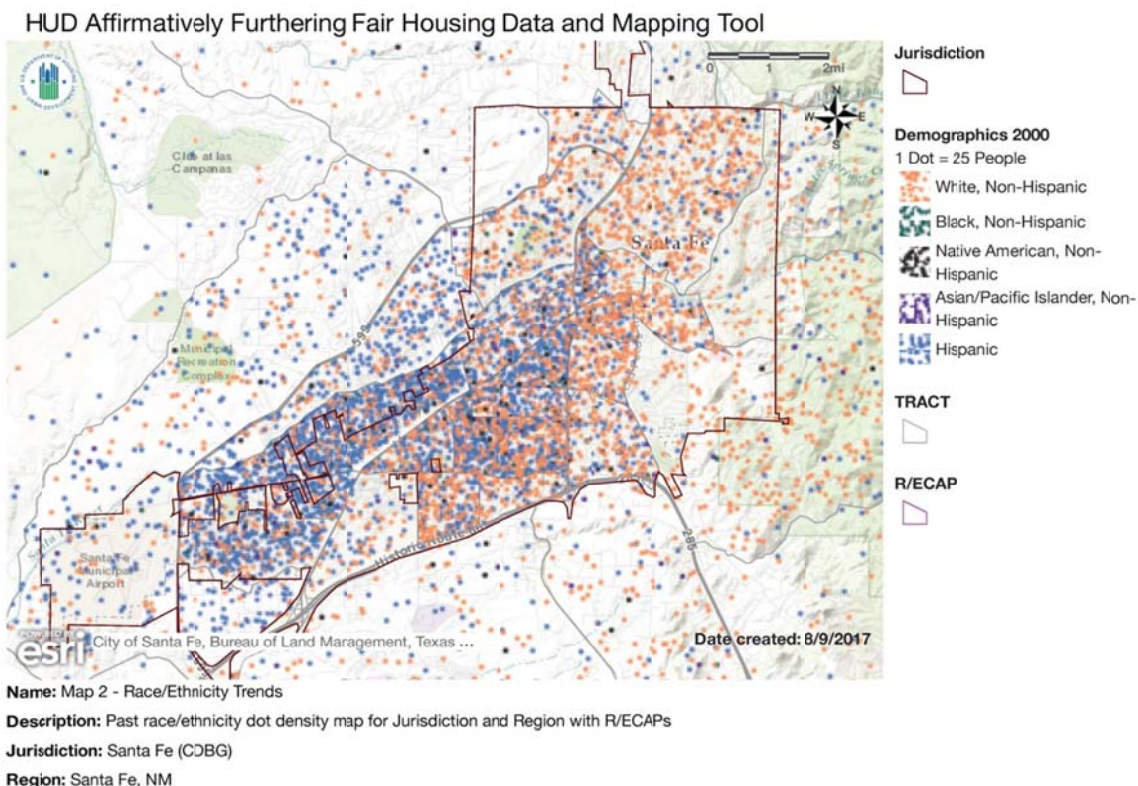 HUD Affirmatively Furthering Fair Housing Data and Mapping Tool
0 1 2mi
N
W E
S
Club at las
Campanas
Santa Fe
599
Municipal
Recreation
Complex
Santa Fe
Municipal
Airport
Historic Route
285
POWERED BY
esri
City of Santa Fe, Bureau of Land Management, Texas ...
Date created: 8/9/2017
Jurisdiction
Demographics 2000
1 Dot = 25 People
White, Non-Hispanic
Black, Non-Hispanic
Native American, Non-
Hispanic
Asian/Pacific Islander, Non-
Hispanic
Hispanic
TRACT
R/ECAP
Name: Map 2 - Race/Ethnicity Trends
Description: Past race/ethnicity dot density map for Jurisdiction and Region with R/ECAPs
Jurisdiction: Santa Fe (CDBG)
Region: Santa Fe, NM